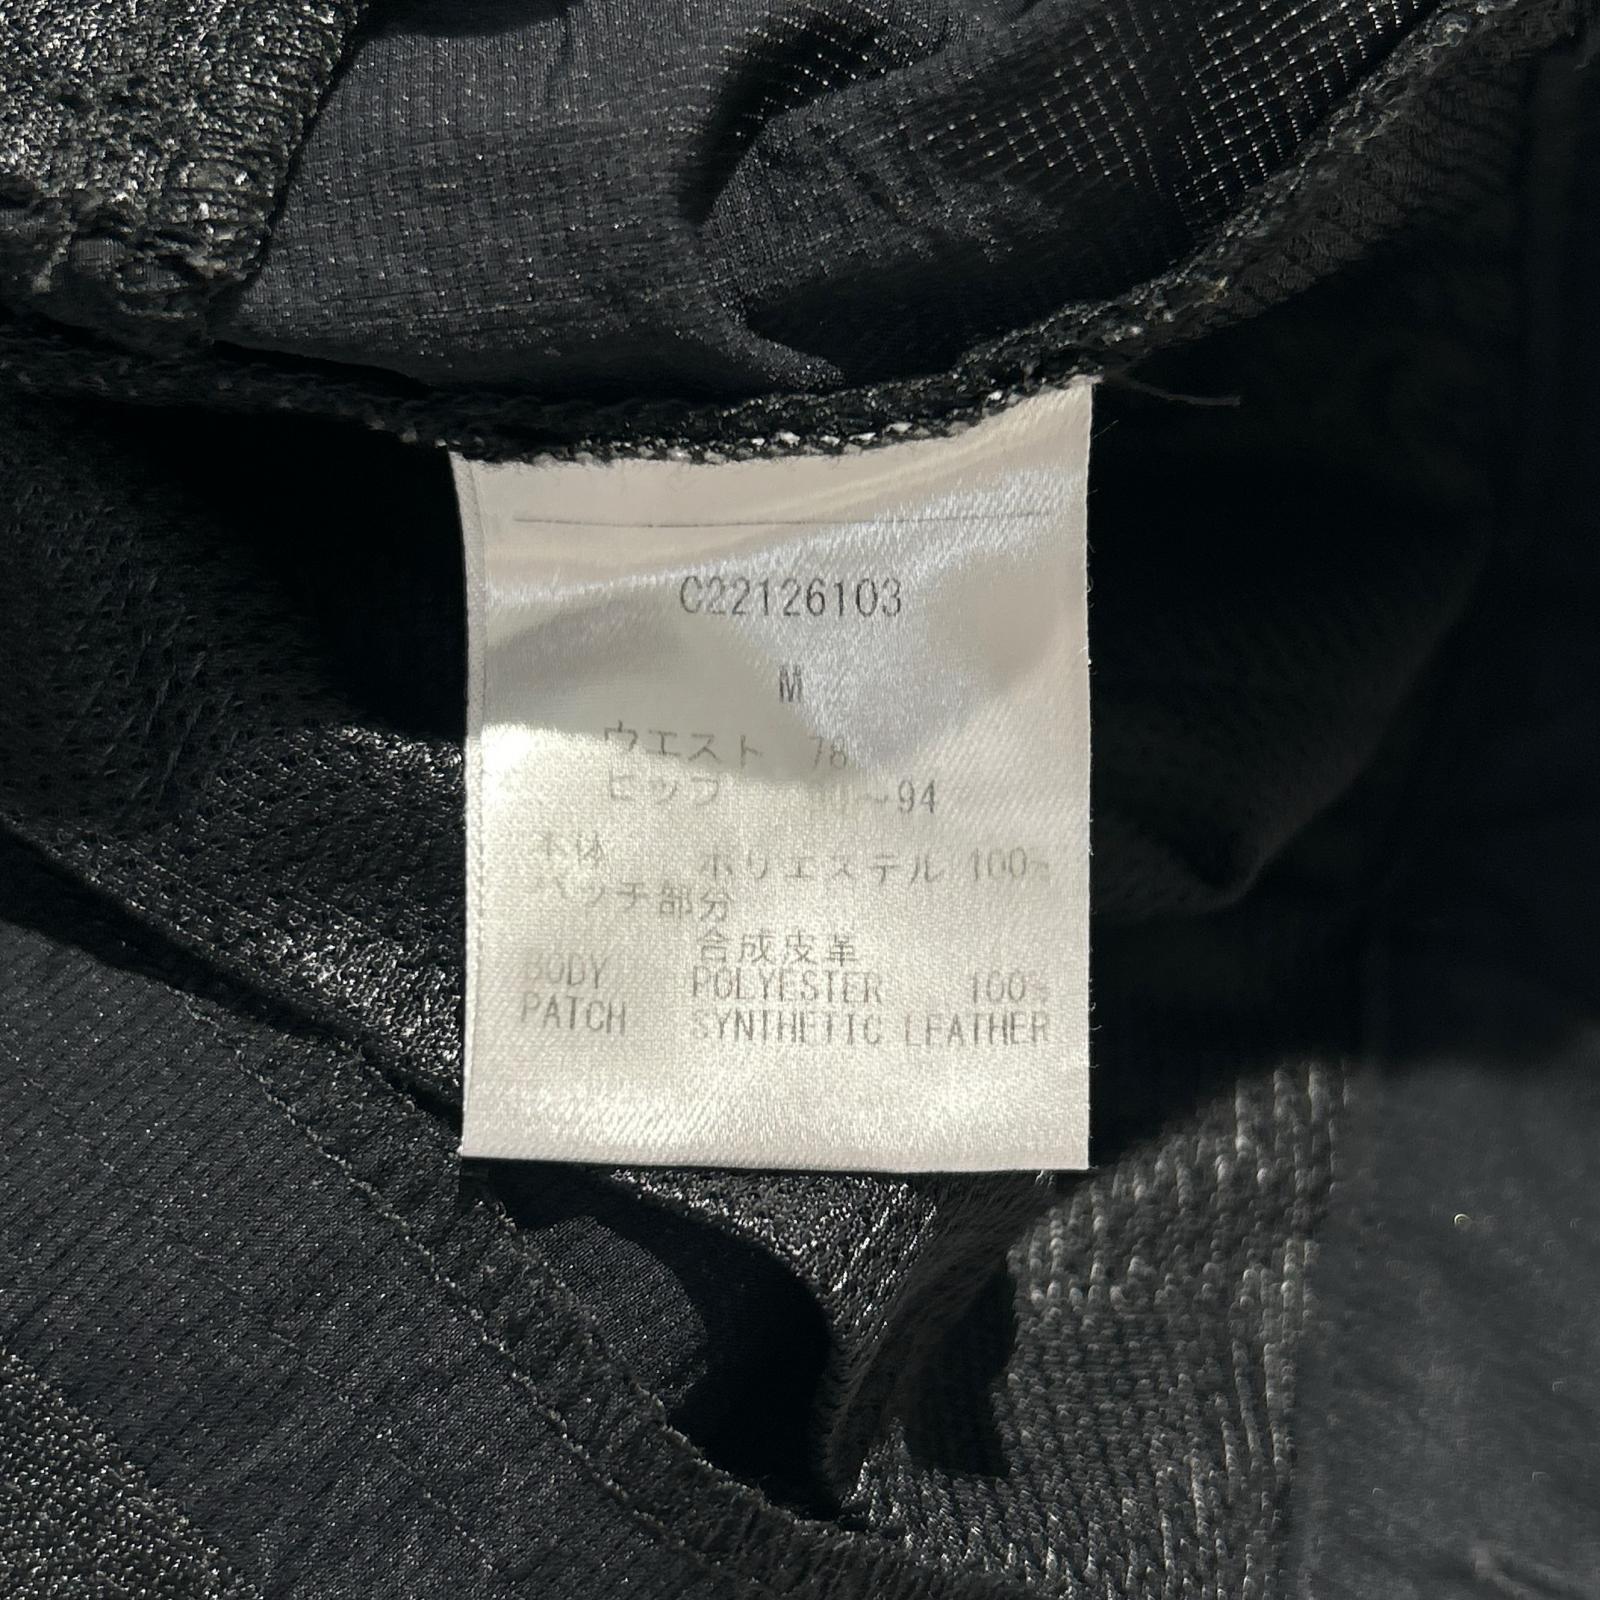 C22126103
M
ウエスト 78
ヒップ ~94
本体 ポリエステル 100%
パッチ部分
合成皮革
BODY POLYESTER 100%
PATCH SYNTHETIC LEATHER